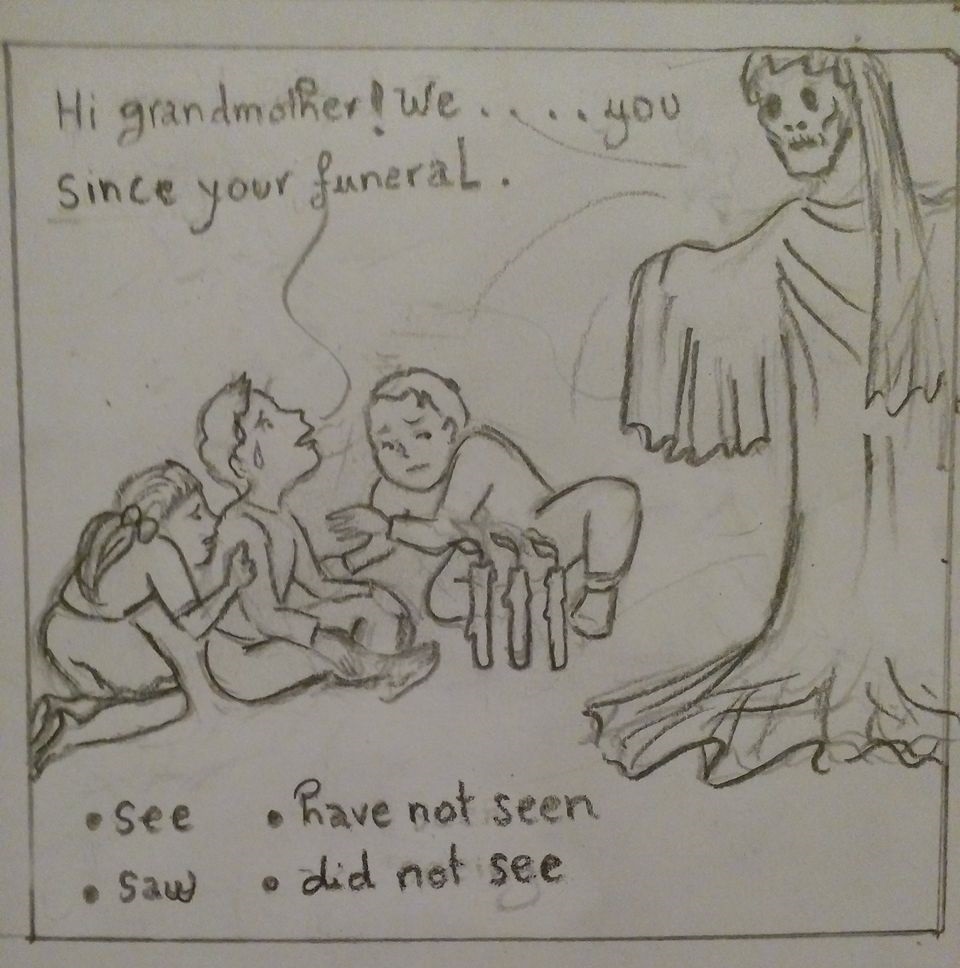 Hi grandmother! We . . . . . you
since your funeral.
• see • have not seen
• saw • did not see